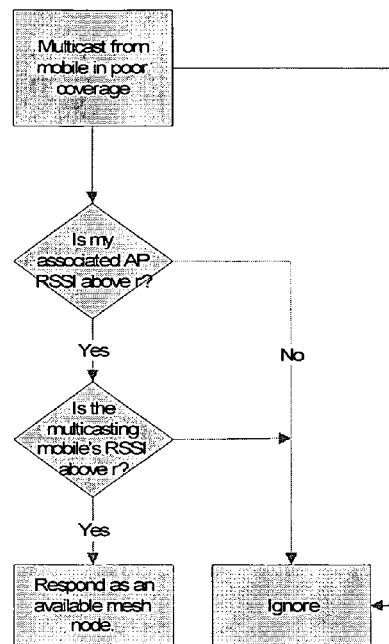 Multicast from
mobile in poor
coverage
Is my
associated AP
RSSI above r?
Yes
No
Is the
multicasting
mobile's RSSI
above r?
Yes
Respond as an
available mesh
node.
Ignore